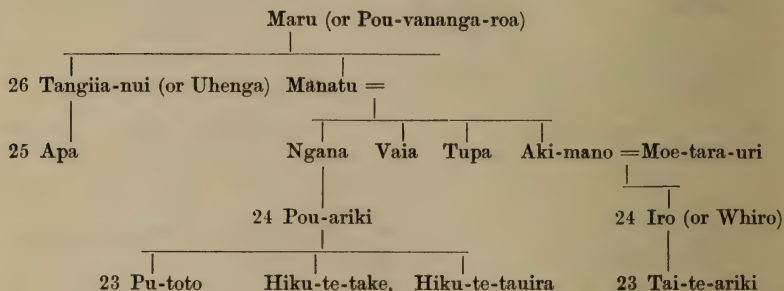 Maru (or Pou-vananga-roa)
26 Tangiia-nui (or Uhenga) Manatu =
25 Apa Ngana Vaia Tupa Aki-mano = Moe-tara-uri
24 Pou-ariki 24 Iro (or Whiro)
23 Pu-toto Hiku-te-take, Hiku-te-tauira 23 Tai-te-ariki